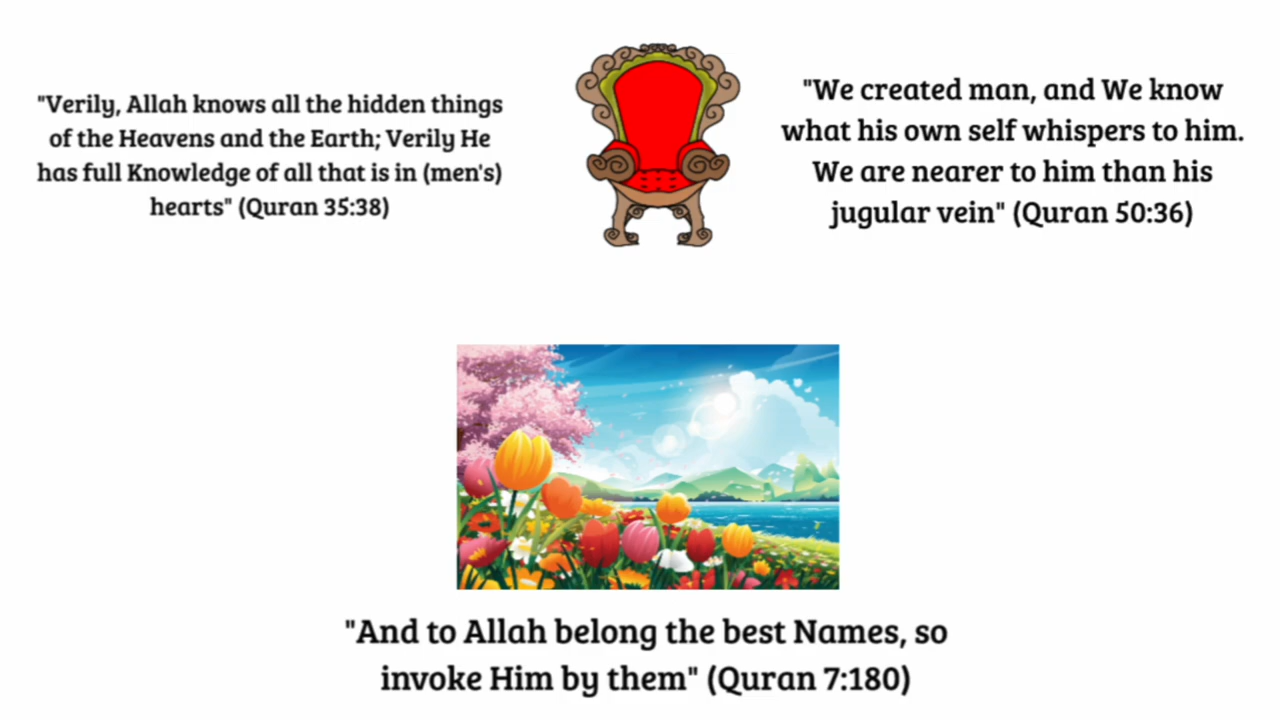 "Verily, Allah knows all the hidden things
of the Heavens and the Earth; Verily He
has full Knowledge of all that is in (men's)
hearts" (Quran 35:38)
"We created man, and We know
what his own self whispers to him.
We are nearer to him than his
jugular vein" (Quran 50:36)
"And to Allah belong the best Names, so
invoke Him by them" (Quran 7:180)